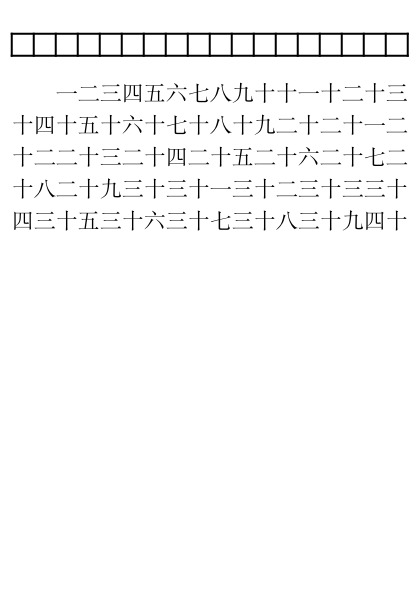 一二三四五六七八九十十一十二十三
十四十五十六十七十八十九二十二十一二
十二二十三二十四二十五二十六二十七二
十八二十九三十三十一三十二三十三三十
四三十五三十六三十七三十八三十九四十